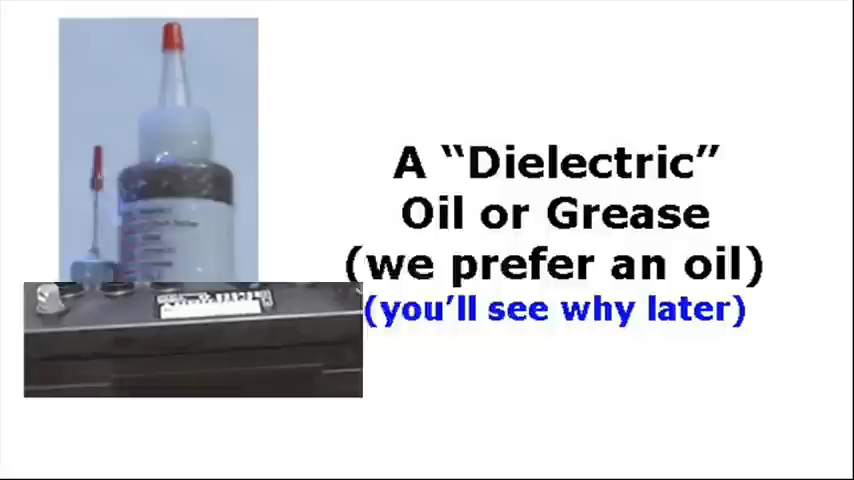 A “Dielectric”
Oil or Grease
(we prefer an oil)
(you’ll see why later)